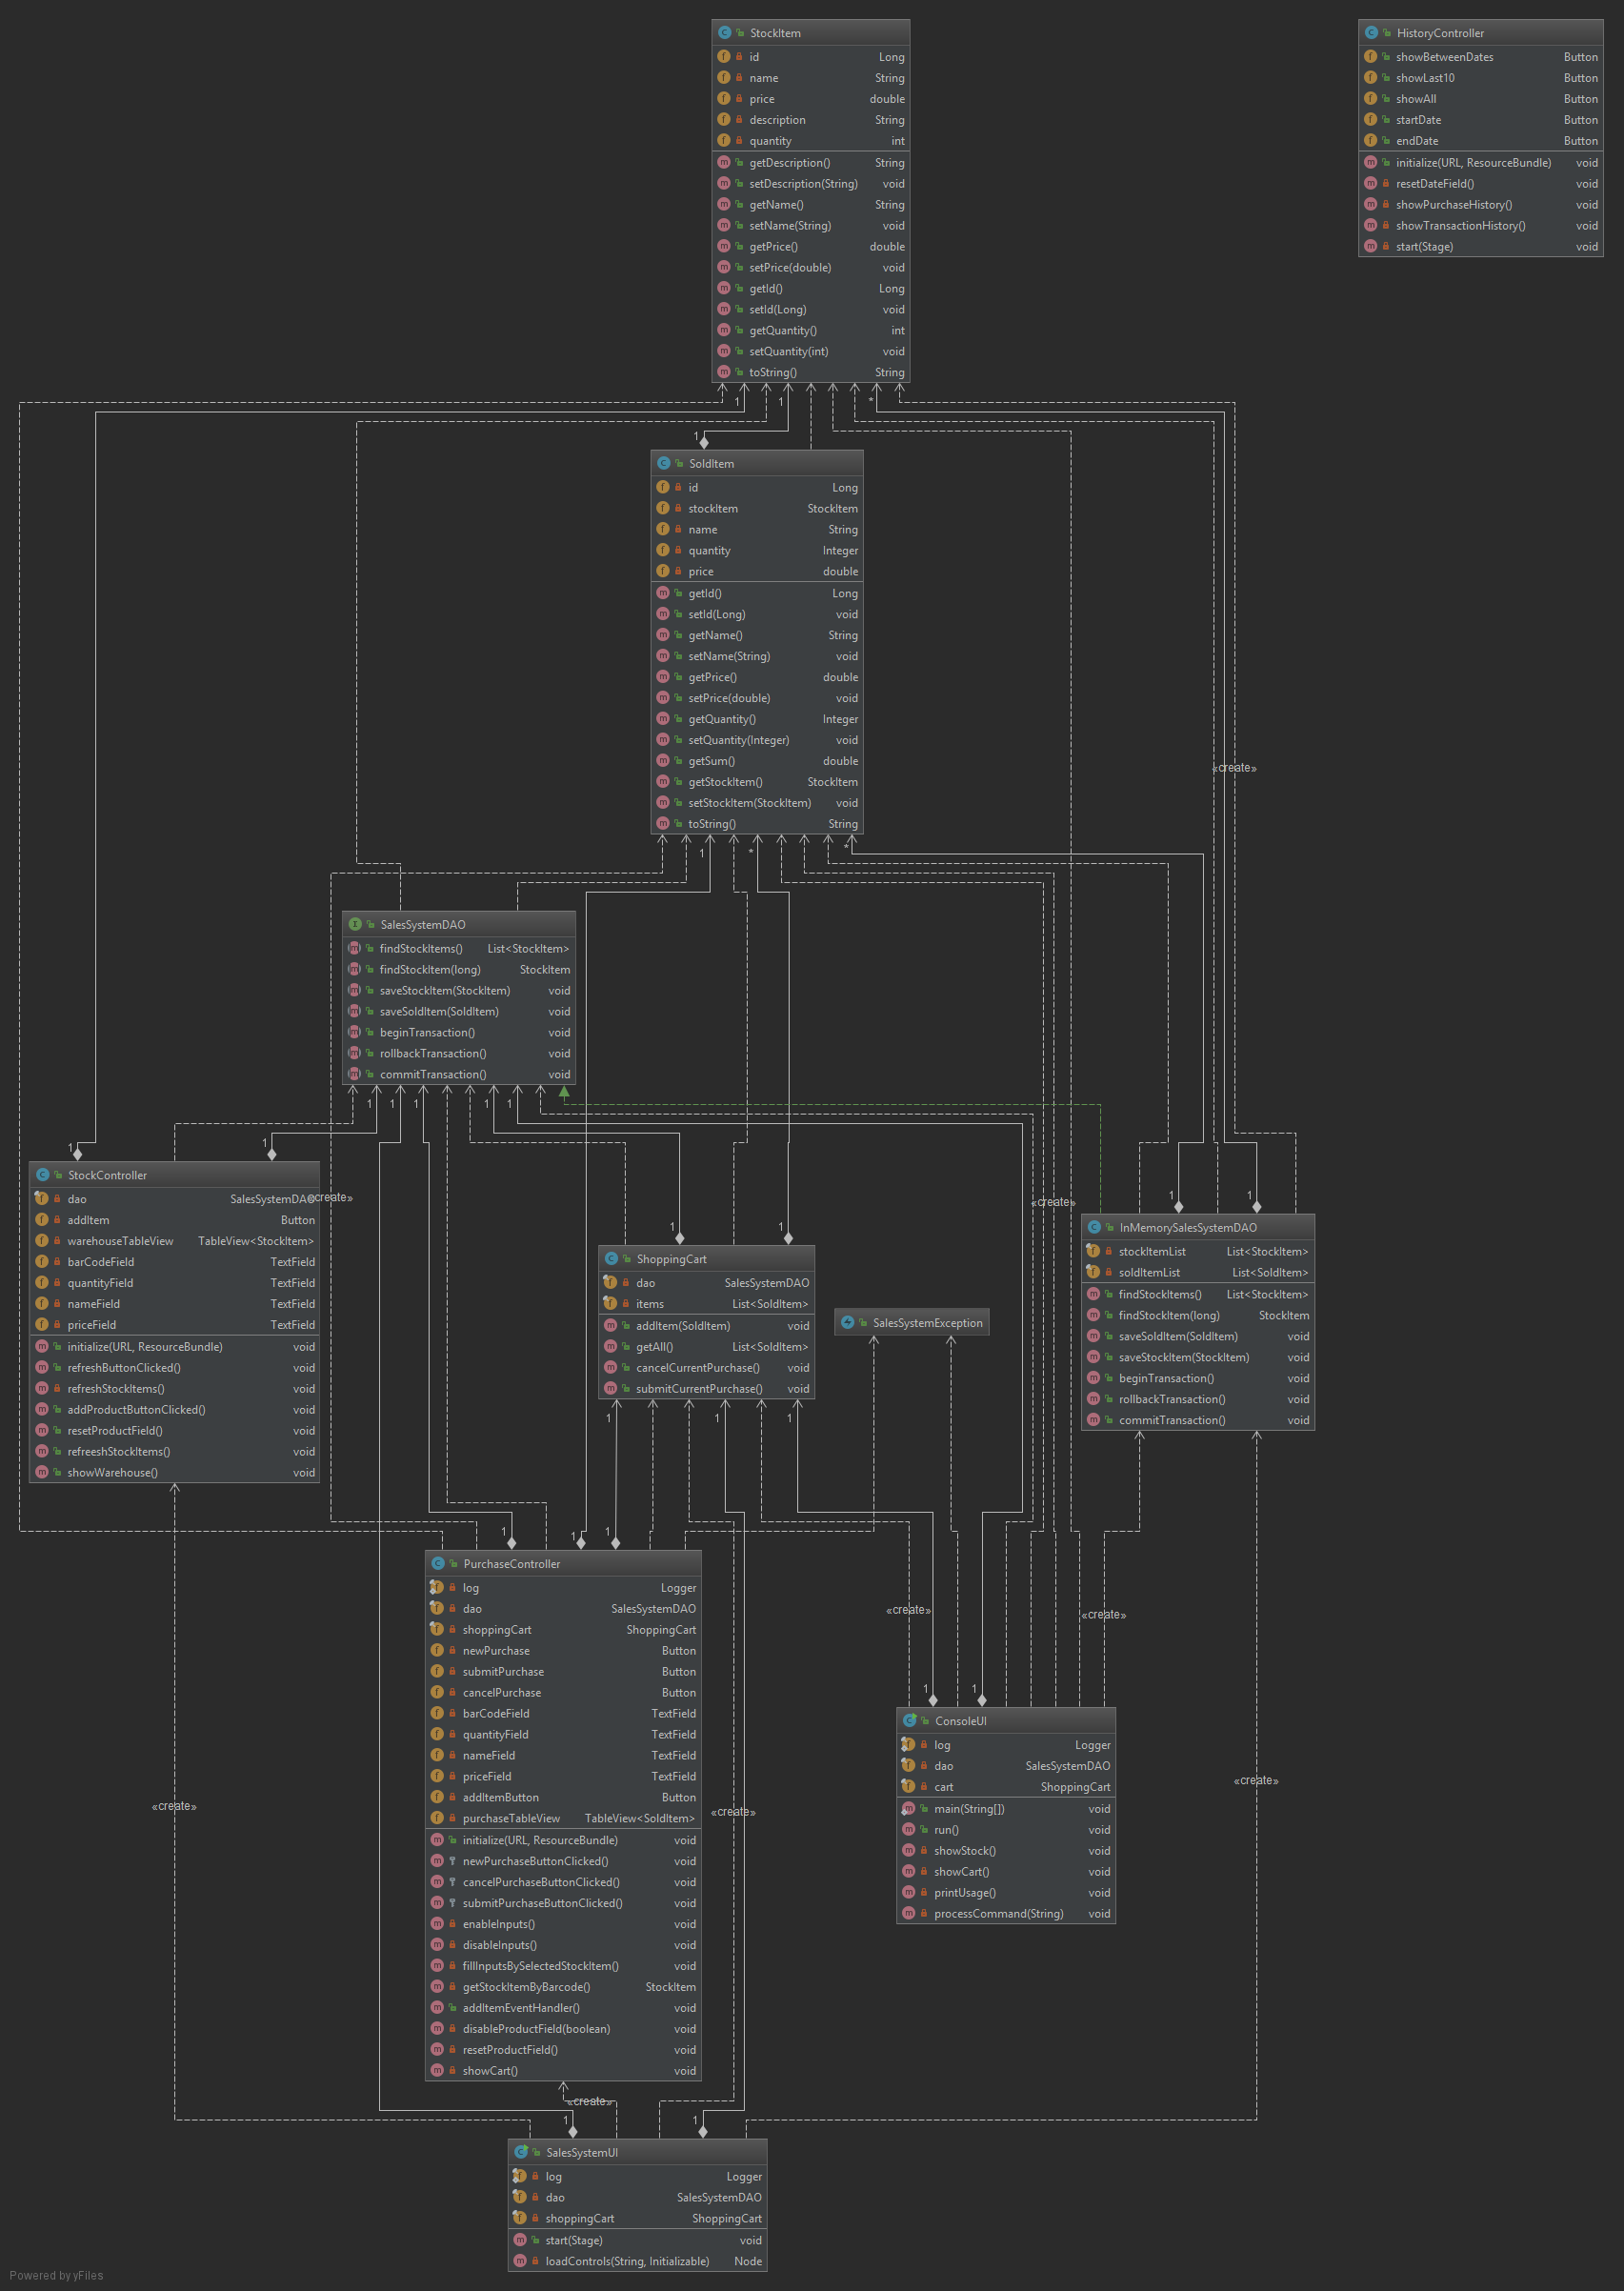 StockItem
id Long
name String
price double
description String
quantity int
getDescription() String
setDescription(String) void
getName() String
setName(String) void
getPrice() double
setPrice(double) void
getId() Long
setId(Long) void
getQuantity() int
setQuantity(int) void
toString() String
HistoryController
showBetweenDates Button
showLast10 Button
showAll Button
startDate Button
endDate Button
initialize(URL, ResourceBundle) void
resetDateField() void
showPurchaseHistory() void
showTransactionHistory() void
start(Stage) void
1
1
*
1
SoldItem
id Long
stockItem StockItem
name String
quantity Integer
price double
getId() Long
setId(Long) void
getName() String
setName(String) void
getPrice() double
setPrice(double) void
getQuantity() Integer
setQuantity(Integer) void
getSum() double
getStockItem() StockItem
setStockItem(StockItem) void
toString() String
«create»
1
*
*
SalesSystemDAO
findStockItems() List<StockItem>
findStockItem(long) StockItem
saveStockItem(StockItem) void
saveSoldItem(SoldItem) void
beginTransaction() void
rollbackTransaction() void
commitTransaction() void
1
1
1
1
1
1
1
StockController
dao SalesSystemDAO
addItem Button
warehouseTableView TableView<StockItem>
barCodeField TextField
quantityField TextField
nameField TextField
priceField TextField
initialize(URL, ResourceBundle) void
refreshButtonClicked() void
refreshStockItems() void
addProductButtonClicked() void
resetProductField() void
refreeshStockItems() void
showWarehouse() void
«create»
1
1
ShoppingCart
dao SalesSystemDAO
items List<SoldItem>
addItem(SoldItem) void
getAll() List<SoldItem>
cancelCurrentPurchase() void
submitCurrentPurchase() void
SalesSystemException
«create»
1
1
InMemorySalesSystemDAO
stockItemList List<StockItem>
soldItemList List<SoldItem>
findStockItems() List<StockItem>
findStockItem(long) StockItem
saveSoldItem(SoldItem) void
saveStockItem(StockItem) void
beginTransaction() void
rollbackTransaction() void
commitTransaction() void
1
1
1
1
1
1
PurchaseController
log Logger
dao SalesSystemDAO
shoppingCart ShoppingCart
newPurchase Button
submitPurchase Button
cancelPurchase Button
barCodeField TextField
quantityField TextField
nameField TextField
priceField TextField
addItemButton Button
purchaseTableView TableView<SoldItem>
initialize(URL, ResourceBundle) void
newPurchaseButtonClicked() void
cancelPurchaseButtonClicked() void
submitPurchaseButtonClicked() void
enableInputs() void
disableInputs() void
fillInputsBySelectedStockItem() void
getStockItemByBarcode() StockItem
addItemEventHandler() void
disableProductField(boolean) void
resetProductField() void
showCart() void
«create»
«create»
1
1
ConsoleUI
log Logger
dao SalesSystemDAO
cart ShoppingCart
main(String[]) void
run() void
showStock() void
showCart() void
printUsage() void
processCommand(String) void
«create»
«create»
«create»
«create»
1
1
SalesSystemUI
log Logger
dao SalesSystemDAO
shoppingCart ShoppingCart
start(Stage) void
loadControls(String, Initializable) Node
Powered by yFiles